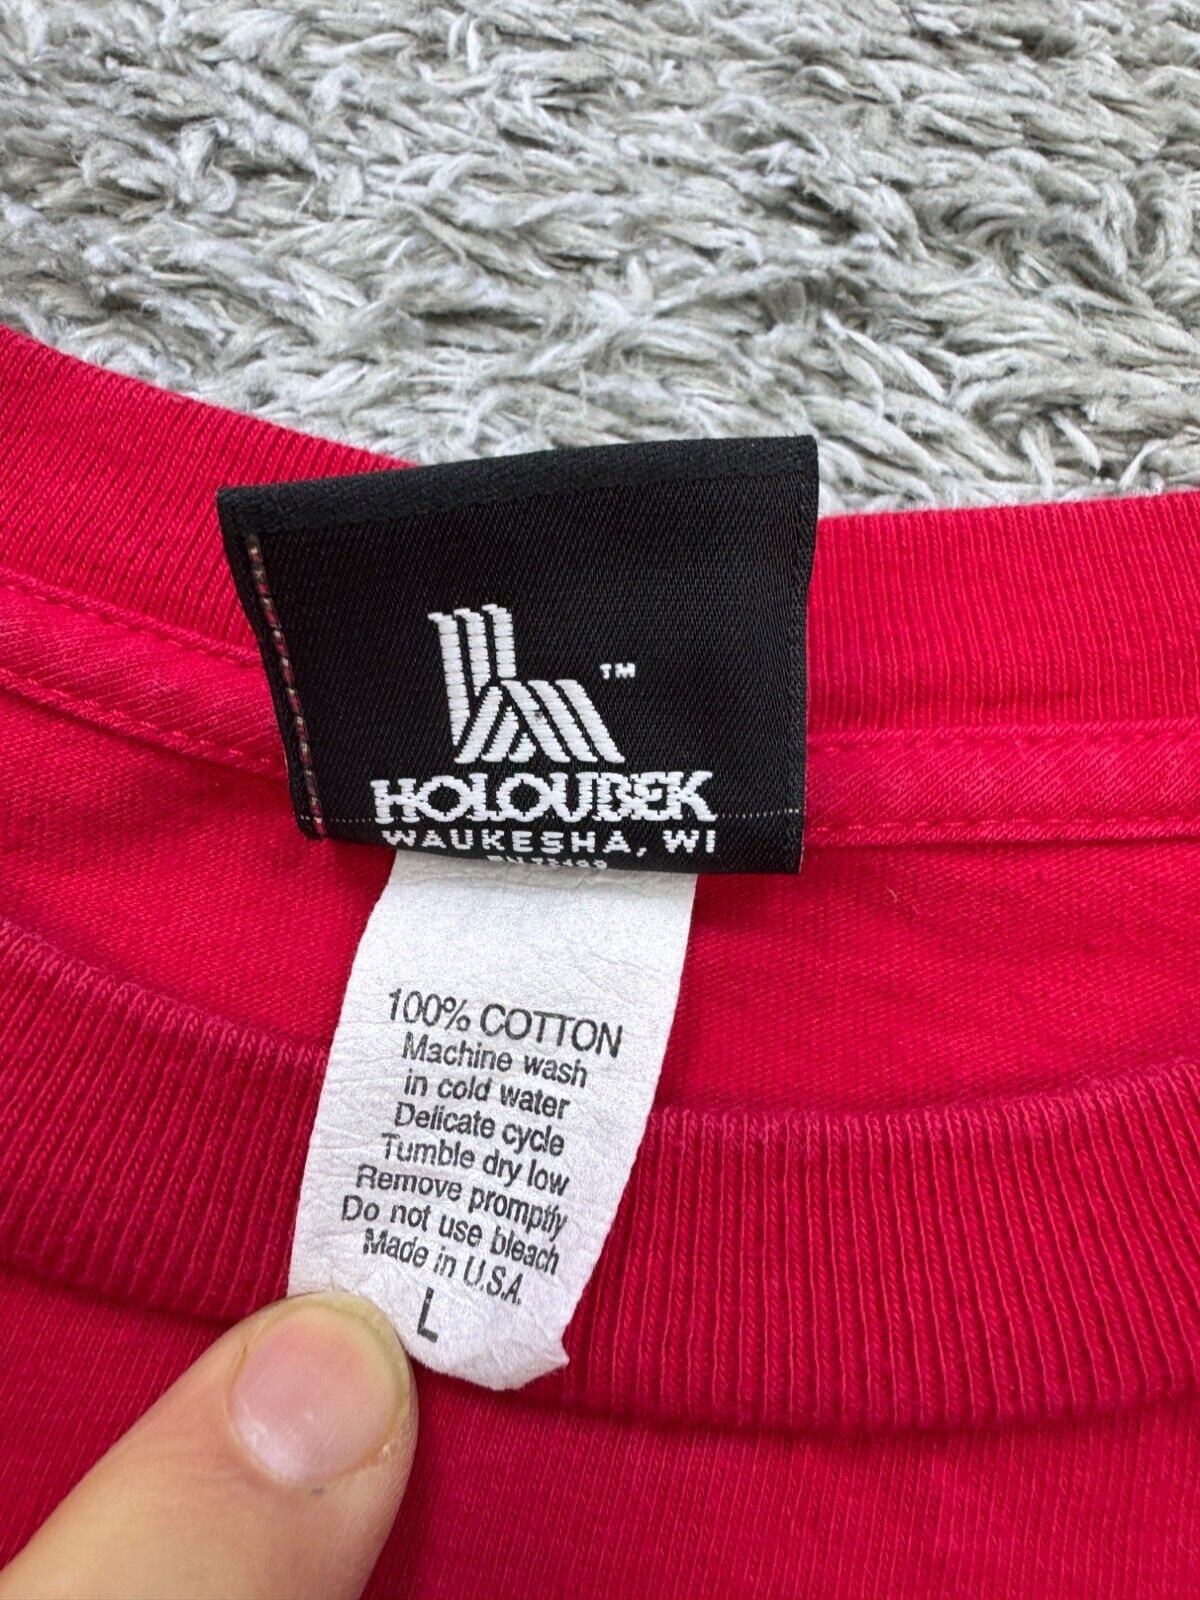 TM
HOLOUBEK
WAUKESHA, WI
100% COTTON
Machine wash
in cold water
Delicate cycle
Tumble dry low
Remove promptly
Do not use bleach
Made in U.S.A.
L